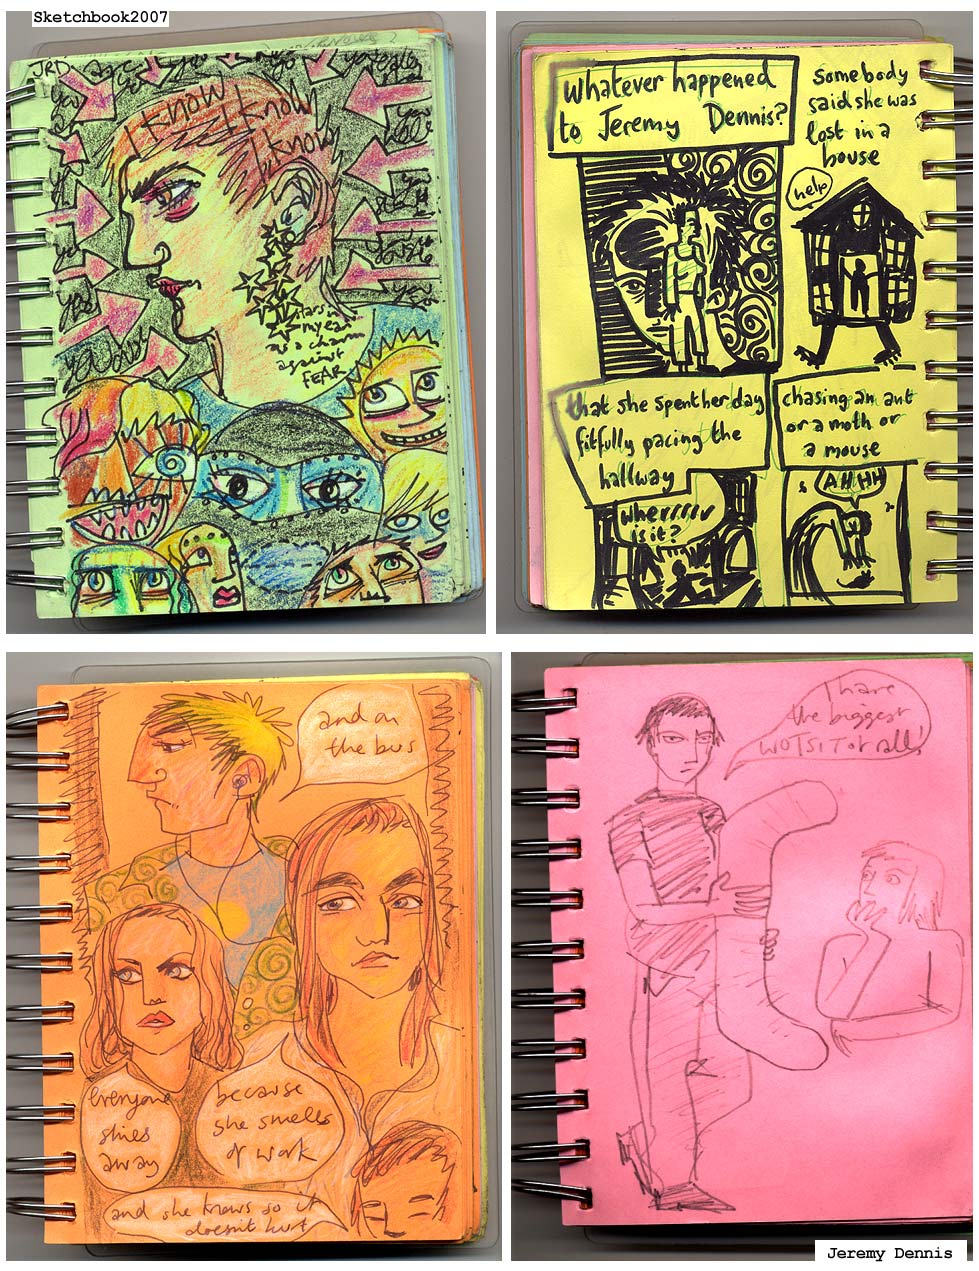 Sketchbook2007
JRD
I know
I know
I know
stars in
my ear
as a charm
against
FEAR
Whatever happened
to Jeremy Dennis?
somebody
said she was
lost in a
house
help
that she spent her day
fitfully pacing the
hallway
wherrrrr
is it?
chasing an ant
or a moth or
a mouse
AHHH
and on
the bus
everyone
shies
away
because
she smells
of work
and she knows so it
doesn't hurt
I have
the biggest
WOTSIT of all!
Jeremy Dennis